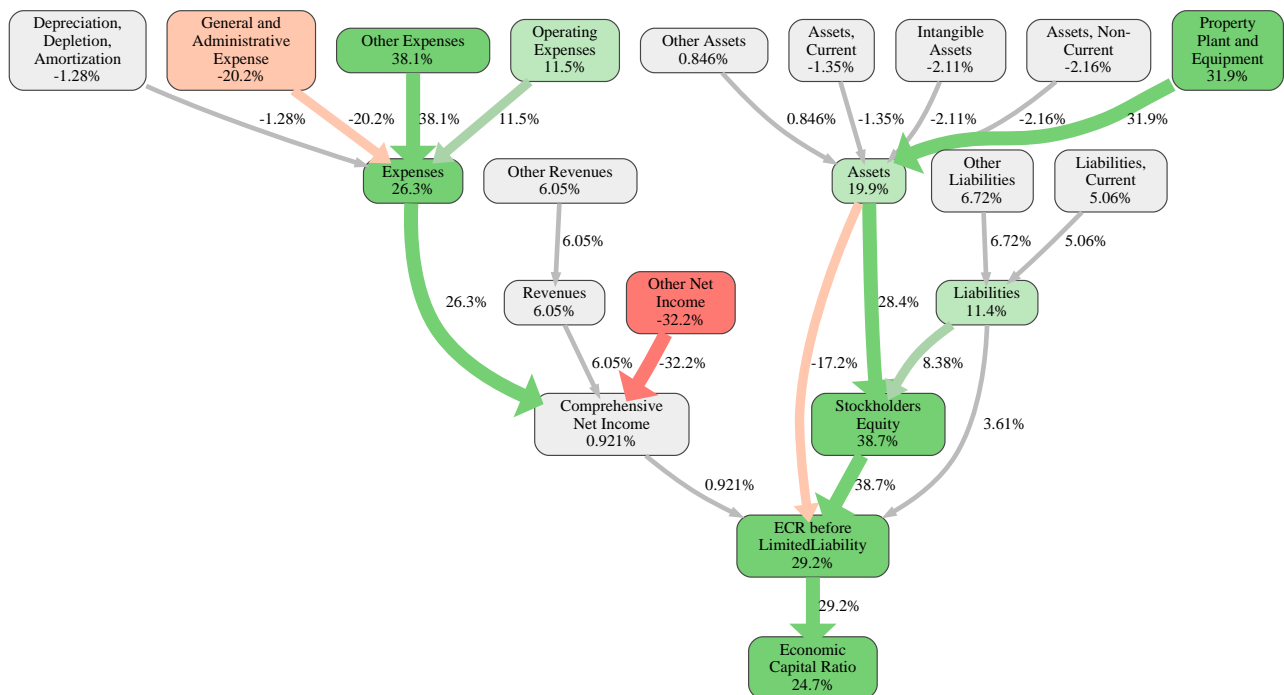 Depreciation,
Depletion,
Amortization
-1.28%
General and
Administrative
Expense
-20.2%
Other Expenses
38.1%
Operating
Expenses
11.5%
Other Assets
0.846%
Assets,
Current
-1.35%
Intangible
Assets
-2.11%
Assets, Non-
Current
-2.16%
Property
Plant and
Equipment
31.9%
-1.28%
-20.2%
38.1%
11.5%
0.846%
-1.35%
-2.11%
-2.16%
31.9%
Expenses
26.3%
Other Revenues
6.05%
Assets
19.9%
Other
Liabilities
6.72%
Liabilities,
Current
5.06%
6.05%
6.72%
5.06%
26.3%
Revenues
6.05%
Other Net
Income
-32.2%
28.4%
Liabilities
11.4%
6.05%
-32.2%
-17.2%
8.38%
Comprehensive
Net Income
0.921%
Stockholders
Equity
38.7%
3.61%
0.921%
38.7%
ECR before
LimitedLiability
29.2%
29.2%
Economic
Capital Ratio
24.7%